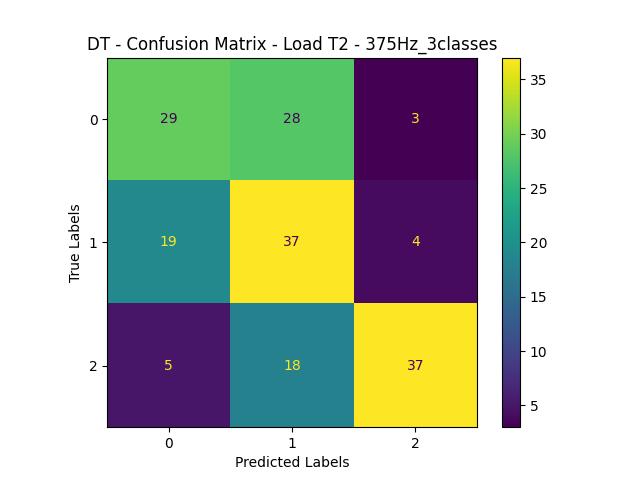 DT - Confusion Matrix - Load T2 - 375Hz_3classes
0 29 28 3
1 19 37 4
2 5 18 37
0 1 2
Predicted Labels
True Labels
35
30
25
20
15
10
5